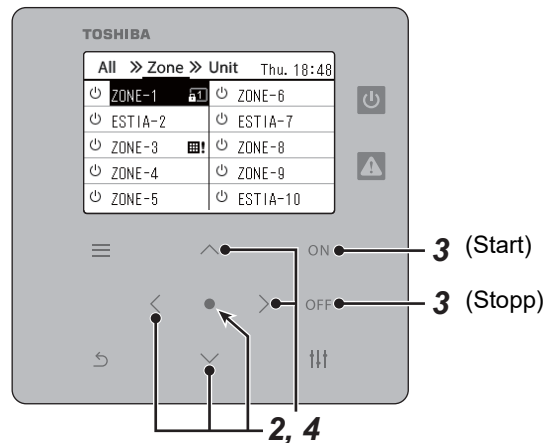 TOSHIBA
All » Zone » Unit Thu. 18:48
ZONE-1 1 ZONE-6
ESTIA-2 ESTIA-7
ZONE-3 ! ZONE-8
ZONE-4 ZONE-9
ZONE-5 ESTIA-10
ON 3 (Start)
OFF 3 (Stopp)
2, 4